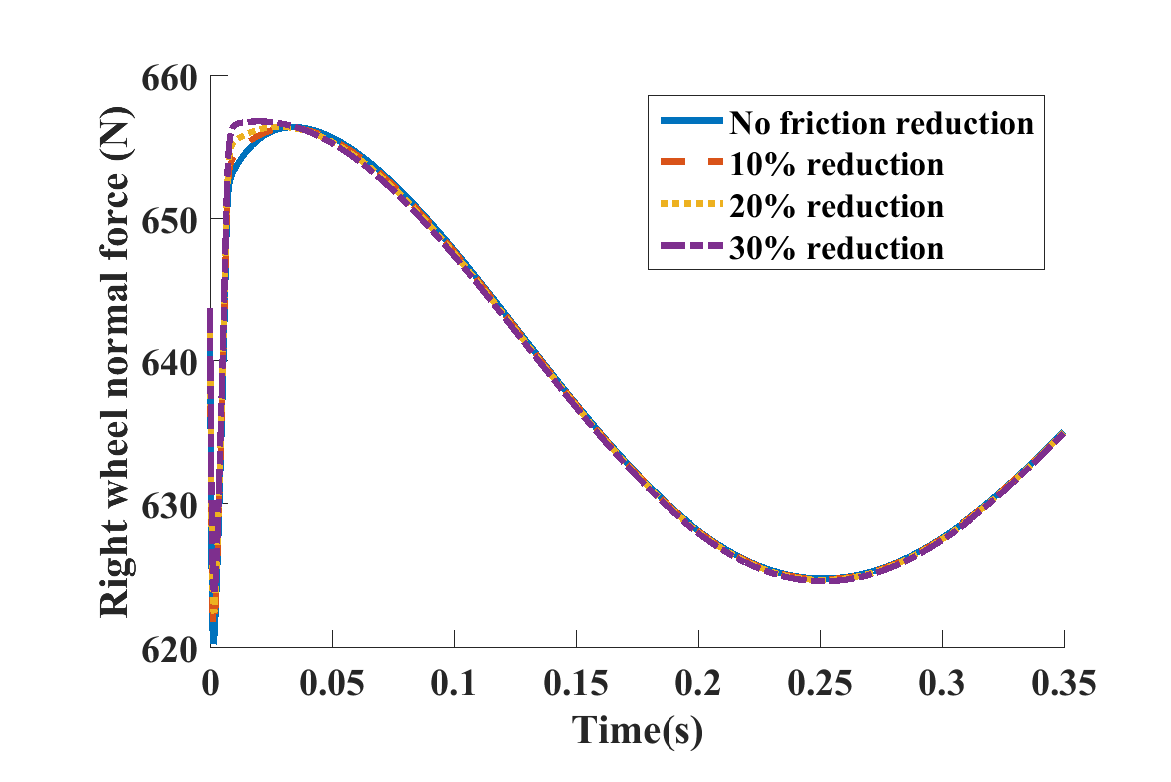 660
650
640
630
620
Right wheel normal force (N)
No friction reduction
10% reduction
20% reduction
30% reduction
0 0.05 0.1 0.15 0.2 0.25 0.3 0.35
Time(s)